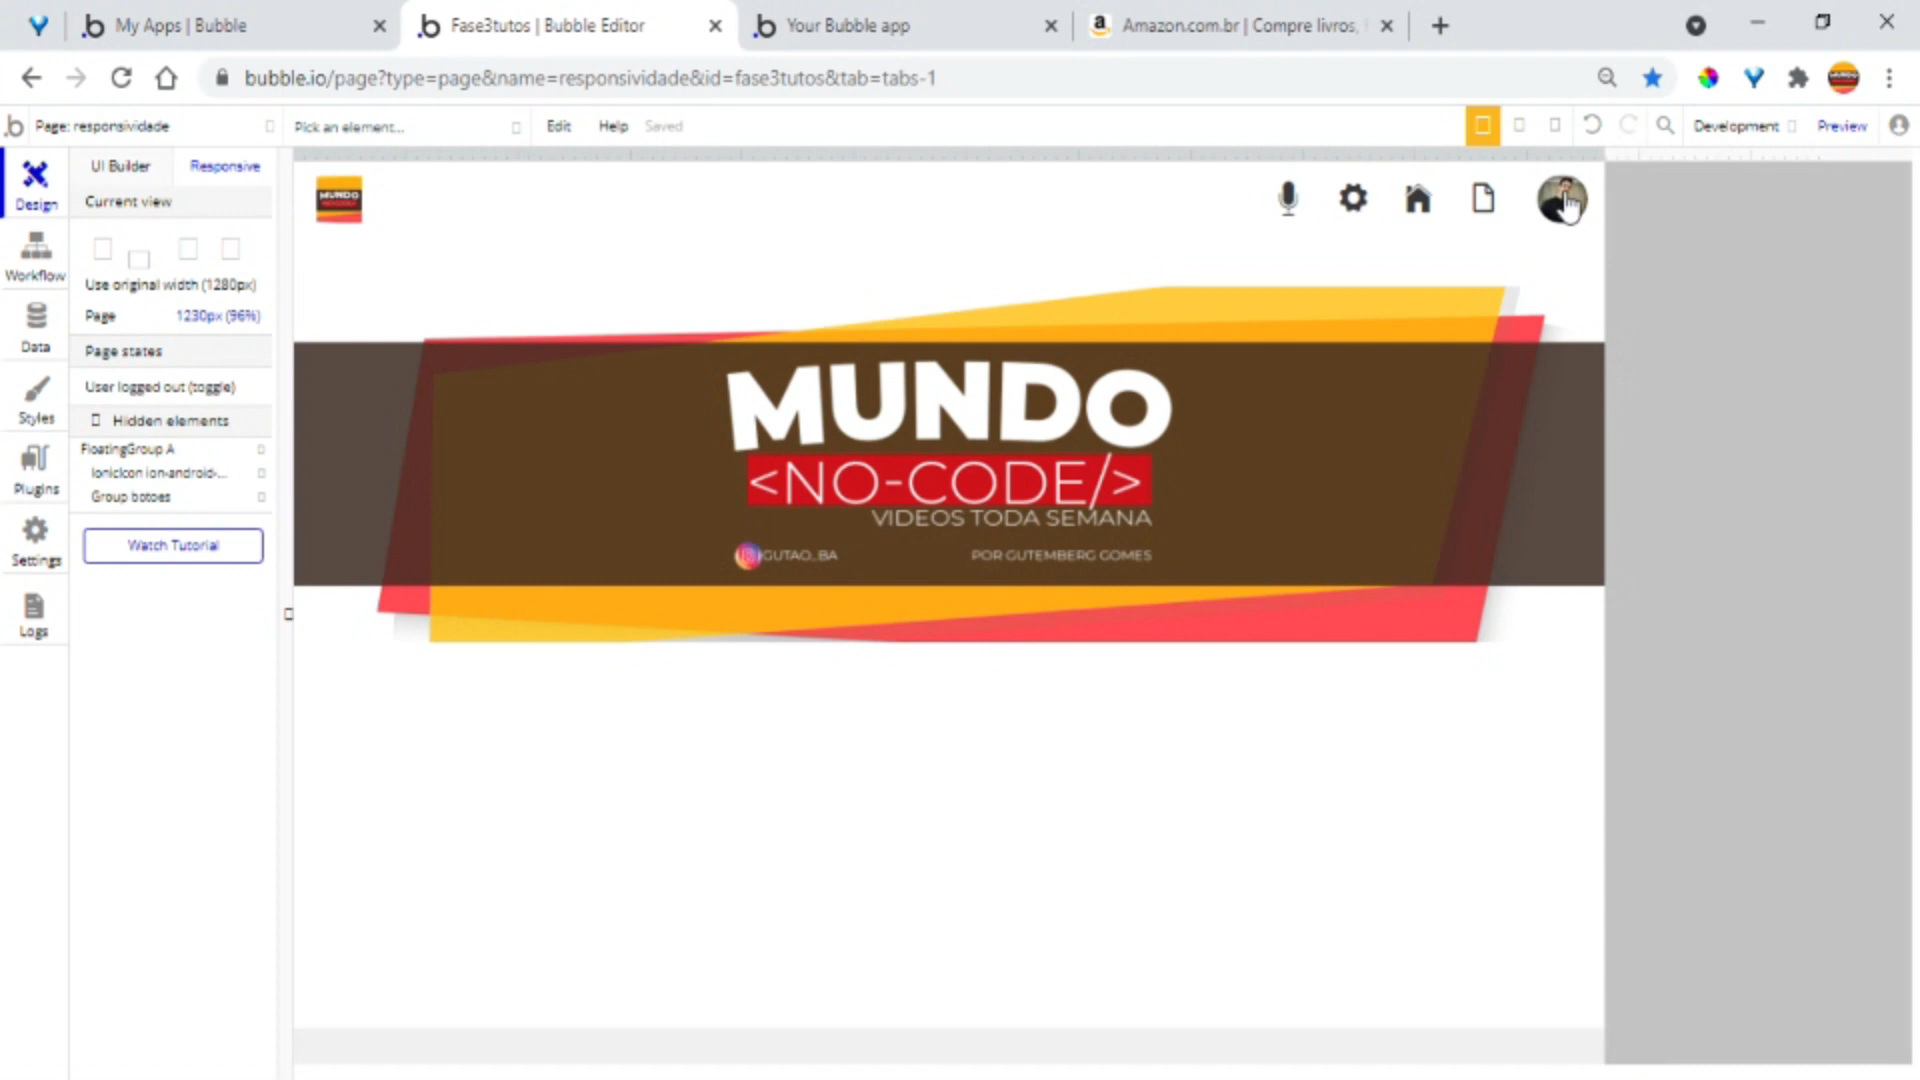 My Apps | Bubble
Fase3tutos | Bubble Editor
Your Bubble app
Amazon.com.br | Compre livros,
bubble.io/page?type=page&name=responsividade&id=fase3tutos&tab=tabs-1
Page: responsividade
Pick an element...
Edit
Help
Saved
Development
Preview
UI Builder
Responsive
Design
Current view
Workflow
Use original width (1280px)
Page
1230px (96%)
Data
Page states
User logged out (toggle)
Styles
Hidden elements
FloatingGroup A
IonicIcon ion-android-...
Plugins
Group botoes
Watch Tutorial
Settings
Logs
MUNDO
NO-CODE
MUNDO
<NO-CODE/>
VIDEOS TODA SEMANA
GUTAO_BA
POR GUTEMBERG GOMES